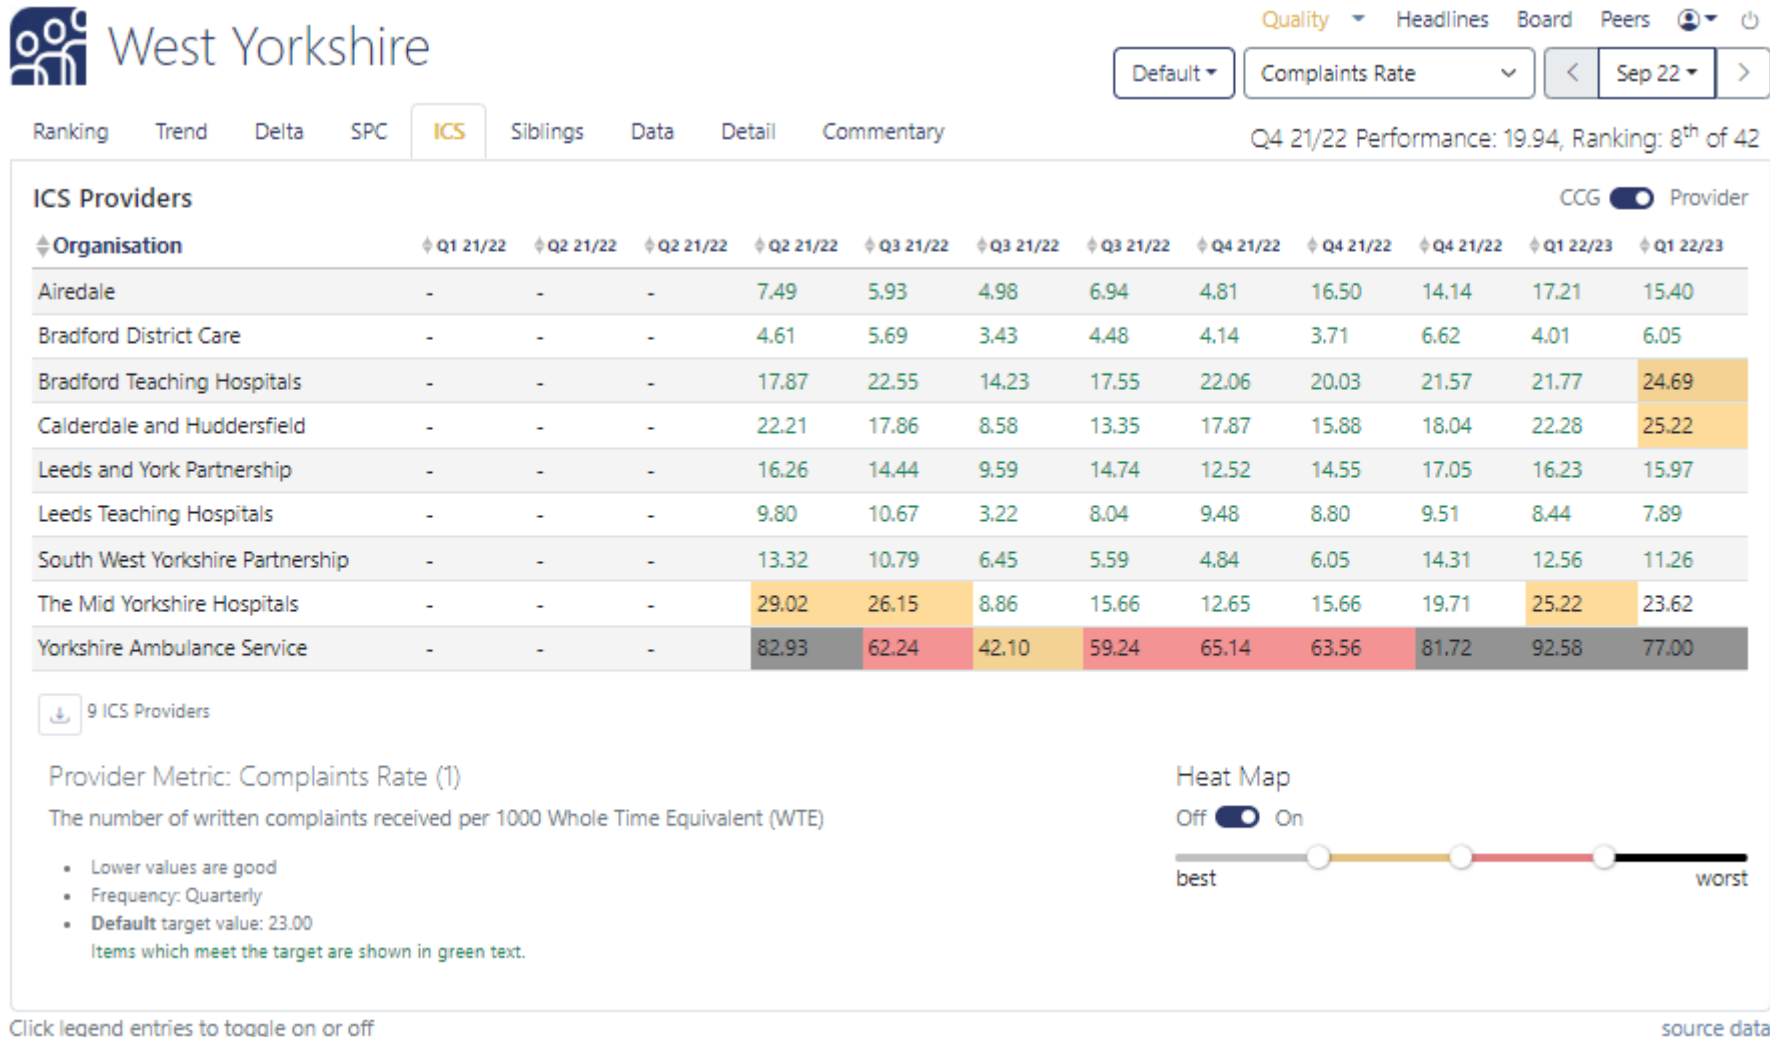 West Yorkshire
Quality Headlines Board Peers
Default Complaints Rate Sep 22
Ranking Trend Delta SPC ICS Siblings Data Detail Commentary
Q4 21/22 Performance: 19.94, Ranking: 8th of 42
ICS Providers
CCG Provider
Organisation Q1 21/22 Q2 21/22 Q2 21/22 Q2 21/22 Q3 21/22 Q3 21/22 Q3 21/22 Q4 21/22 Q4 21/22 Q4 21/22 Q1 22/23 Q1 22/23
Airedale - - - 7.49 5.93 4.98 6.94 4.81 16.50 14.14 17.21 15.40
Bradford District Care - - - 4.61 5.69 3.43 4.48 4.14 3.71 6.62 4.01 6.05
Bradford Teaching Hospitals - - - 17.87 22.55 14.23 17.55 22.06 20.03 21.57 21.77 24.69
Calderdale and Huddersfield - - - 22.21 17.86 8.58 13.35 17.87 15.88 18.04 22.28 25.22
Leeds and York Partnership - - - 16.26 14.44 9.59 14.74 12.52 14.55 17.05 16.23 15.97
Leeds Teaching Hospitals - - - 9.80 10.67 3.22 8.04 9.48 8.80 9.51 8.44 7.89
South West Yorkshire Partnership - - - 13.32 10.79 6.45 5.59 4.84 6.05 14.31 12.56 11.26
The Mid Yorkshire Hospitals - - - 29.02 26.15 8.86 15.66 12.65 15.66 19.71 25.22 23.62
Yorkshire Ambulance Service - - - 82.93 62.24 42.10 59.24 65.14 63.56 81.72 92.58 77.00
9 ICS Providers
Provider Metric: Complaints Rate (1)
The number of written complaints received per 1000 Whole Time Equivalent (WTE)
• Lower values are good
• Frequency: Quarterly
• Default target value: 23.00
Items which meet the target are shown in green text.
Heat Map
Off On
best worst
Click legend entries to toggle on or off
source data